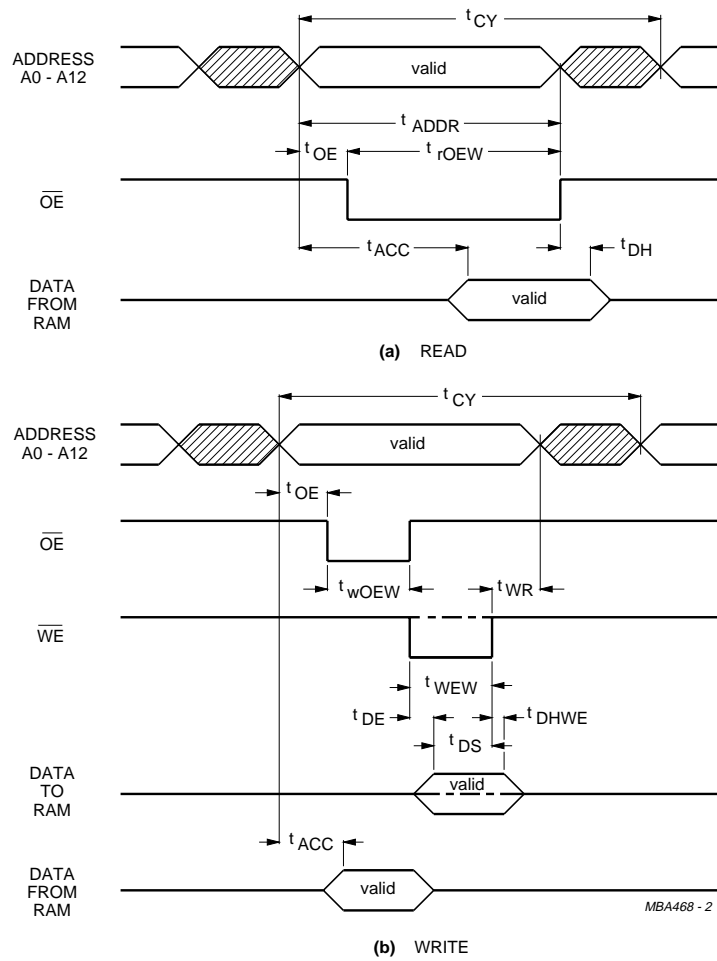 t CY
ADDRESS
A0 - A12
valid
t ADDR
t OE
t rOEW
OE
t ACC
t DH
DATA
FROM
RAM
valid
(a) READ
t CY
ADDRESS
A0 - A12
valid
t OE
OE
t wOEW
t WR
WE
t WEW
t DE
t DHWE
t DS
DATA
TO
RAM
valid
t ACC
DATA
FROM
RAM
valid
MBA468 - 2
(b) WRITE